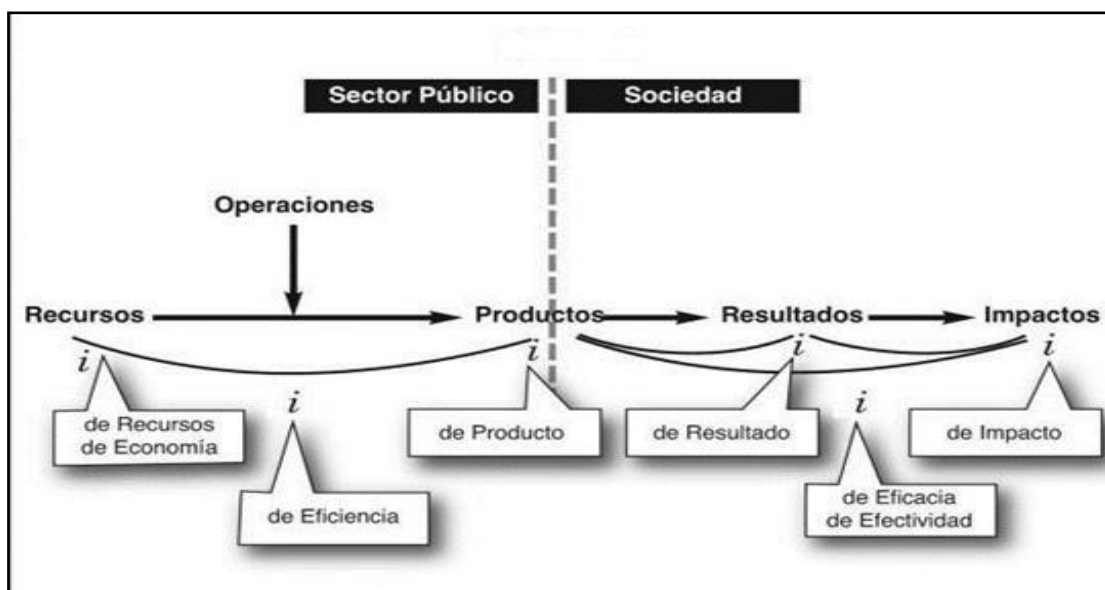 Sector Público
Sociedad
Operaciones
Recursos
Productos
Resultados
Impactos
i
i
i
i
de Recursos
de Economía
i
i
de Producto
de Resultado
de Impacto
de Eficiencia
de Eficacia
de Efectividad